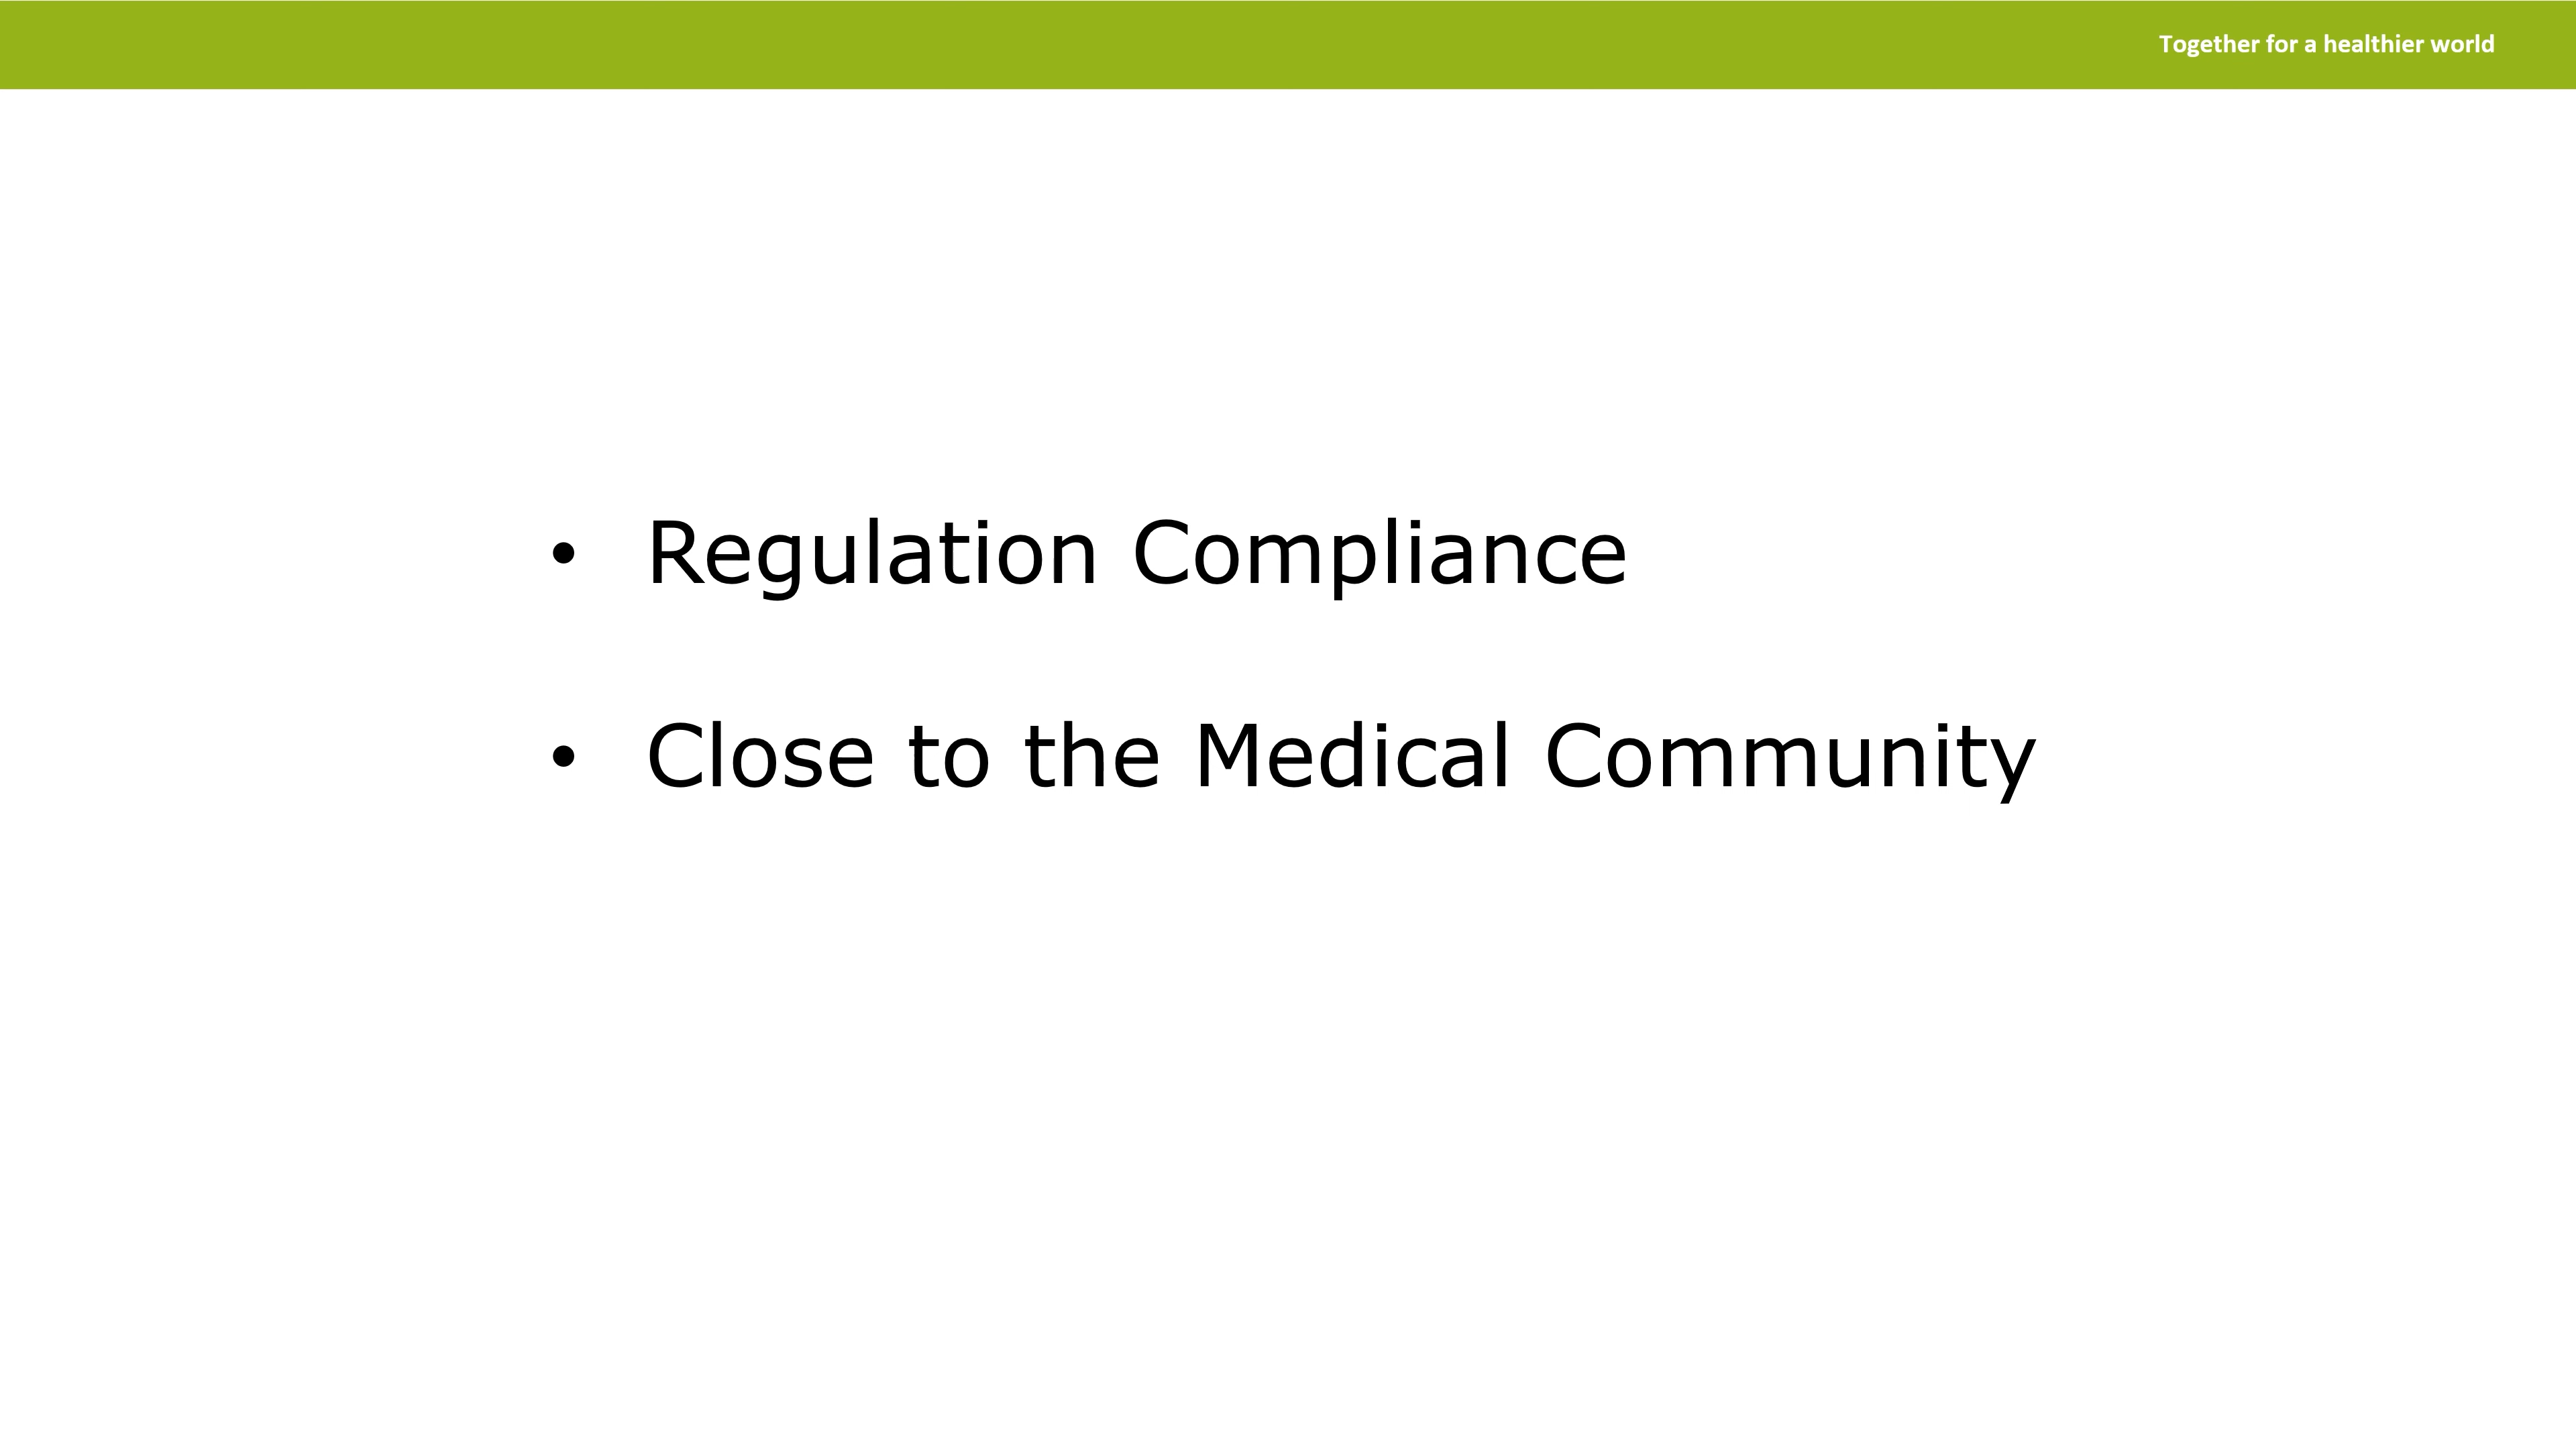 Together for a healthier world
• Regulation Compliance
• Close to the Medical Community